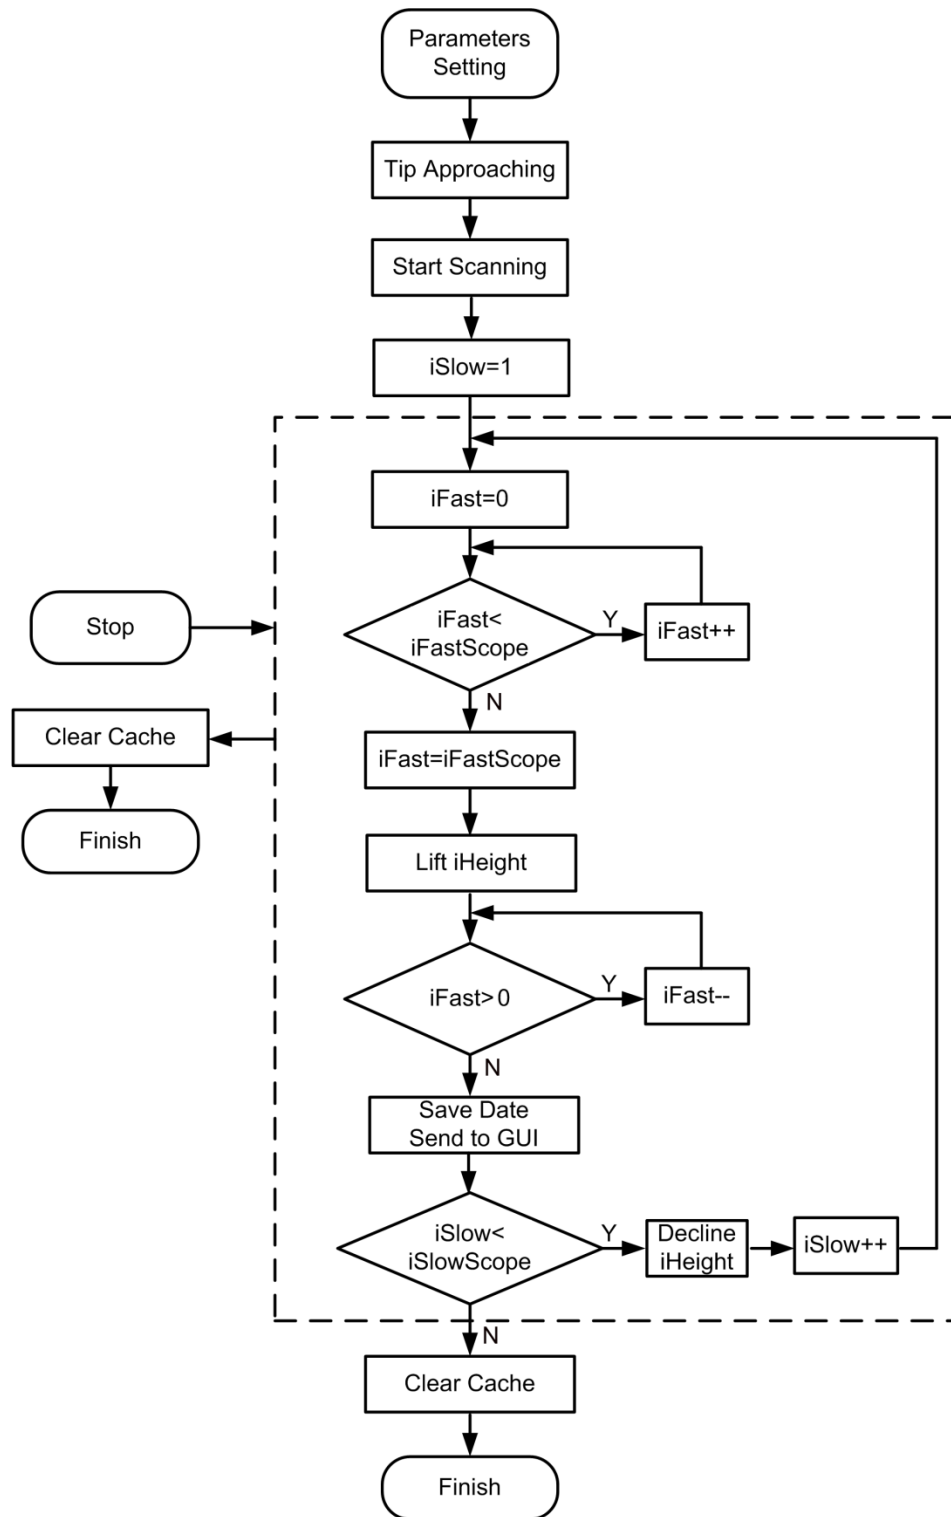 Parameters
Setting
Tip Approaching
Start Scanning
iSlow=1
iFast=0
iFast<
iFastScope
Y
iFast++
Stop
N
Clear Cache
iFast=iFastScope
Finish
Lift iHeight
iFast>0
Y
iFast--
N
Save Date
Send to GUI
iSlow<
iSlowScope
Y
Decline
iHeight
iSlow++
N
Clear Cache
Finish